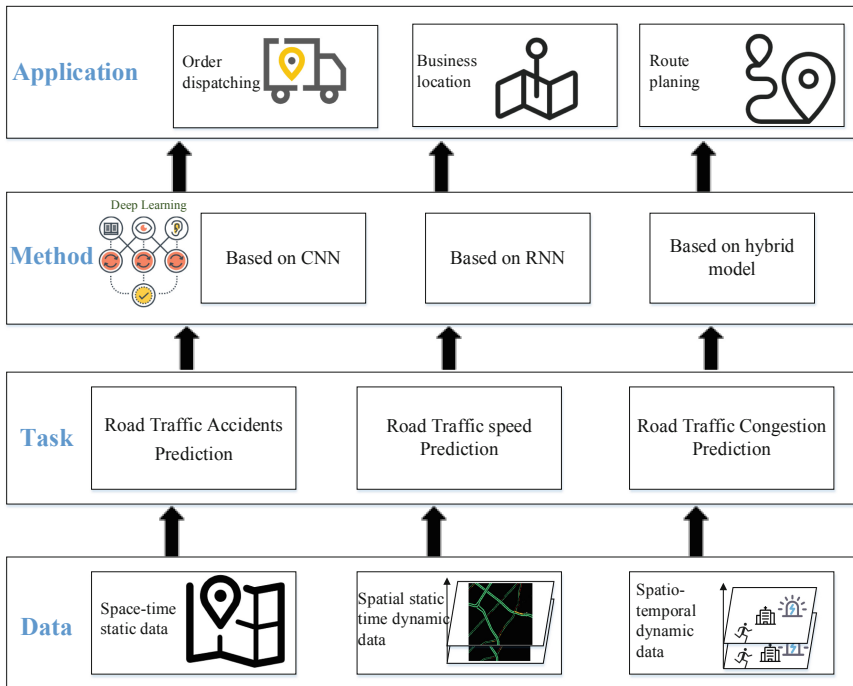 Application
Order
dispatching
Business
location
Route
planing
Method
Deep Learning
Based on CNN
Based on RNN
Based on hybrid
model
Task
Road Traffic Accidents
Prediction
Road Traffic speed
Prediction
Road Traffic Congestion
Prediction
Data
Space-time
static data
Spatial static
time dynamic
data
Spatio-
temporal
dynamic
data